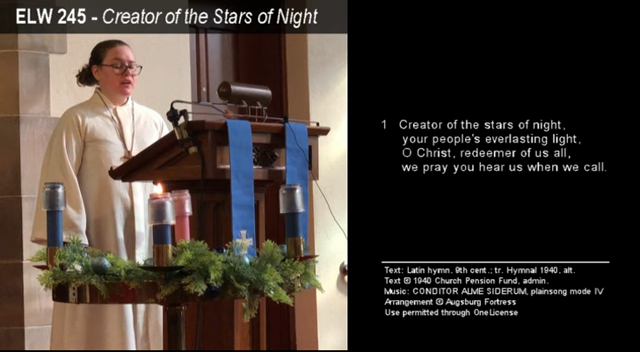 ELW 245 - Creator of the Stars of Night
1 Creator of the stars of night,
your people's everlasting light,
O Christ, redeemer of us all,
we pray you hear us when we call.
Text: Latin hymn, 9th cent.; tr. Hymnal 1940, alt.
Text © 1940 Church Pension Fund, admin.
Music: CONDITOR ALME SIDERUM, plainsong mode IV
Arrangement © Augsburg Fortress
Use permitted through OneLicense